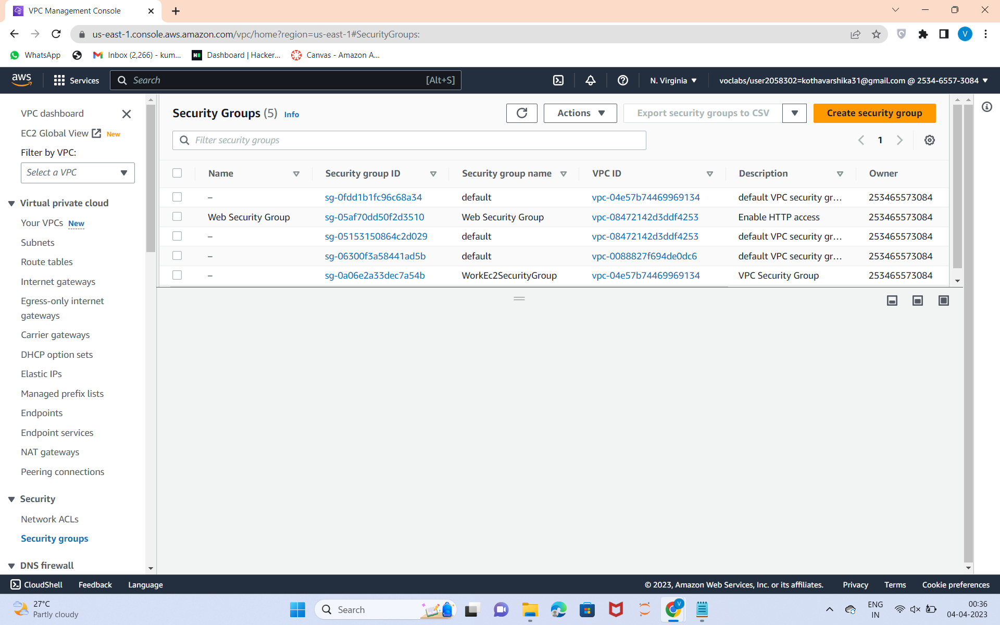 VPC Management Console
us-east-1.console.aws.amazon.com/vpc/home?region=us-east-1#SecurityGroups:
V
WhatsApp
Inbox (2,266) - kum...
Dashboard | Hacker...
Canvas - Amazon A...
aws
Services
Search
[Alt+S]
N. Virginia
voclabs/user2058302=kothavarshika31@gmail.com @ 2534-6557-3084
VPC dashboard
EC2 Global View New
Filter by VPC:
Select a VPC
Virtual private cloud
Your VPCs New
Subnets
Route tables
Internet gateways
Egress-only internet
gateways
Carrier gateways
DHCP option sets
Elastic IPs
Managed prefix lists
Endpoints
Endpoint services
NAT gateways
Peering connections
Security
Network ACLs
Security groups
DNS firewall
Security Groups (5) Info
Actions
Export security groups to CSV
Create security group
Filter security groups
1
Name Security group ID Security group name VPC ID Description Owner
– sg-0fdd1b1fc96c68a34 default vpc-04e57b74469969134 default VPC security gr... 253465573084
Web Security Group sg-05af70dd50f2d3510 Web Security Group vpc-08472142d3ddf4253 Enable HTTP access 253465573084
– sg-05153150864c2d029 default vpc-08472142d3ddf4253 default VPC security gr... 253465573084
– sg-06300f3a58441ad5b default vpc-0088827f694de0dc6 default VPC security gr... 253465573084
– sg-0a06e2a33dec7a54b WorkEc2SecurityGroup vpc-04e57b74469969134 VPC Security Group 253465573084
CloudShell
Feedback
Language
© 2023, Amazon Web Services, Inc. or its affiliates.
Privacy
Terms
Cookie preferences
27°C
Partly cloudy
Search
V
ENG
IN
00:36
04-04-2023